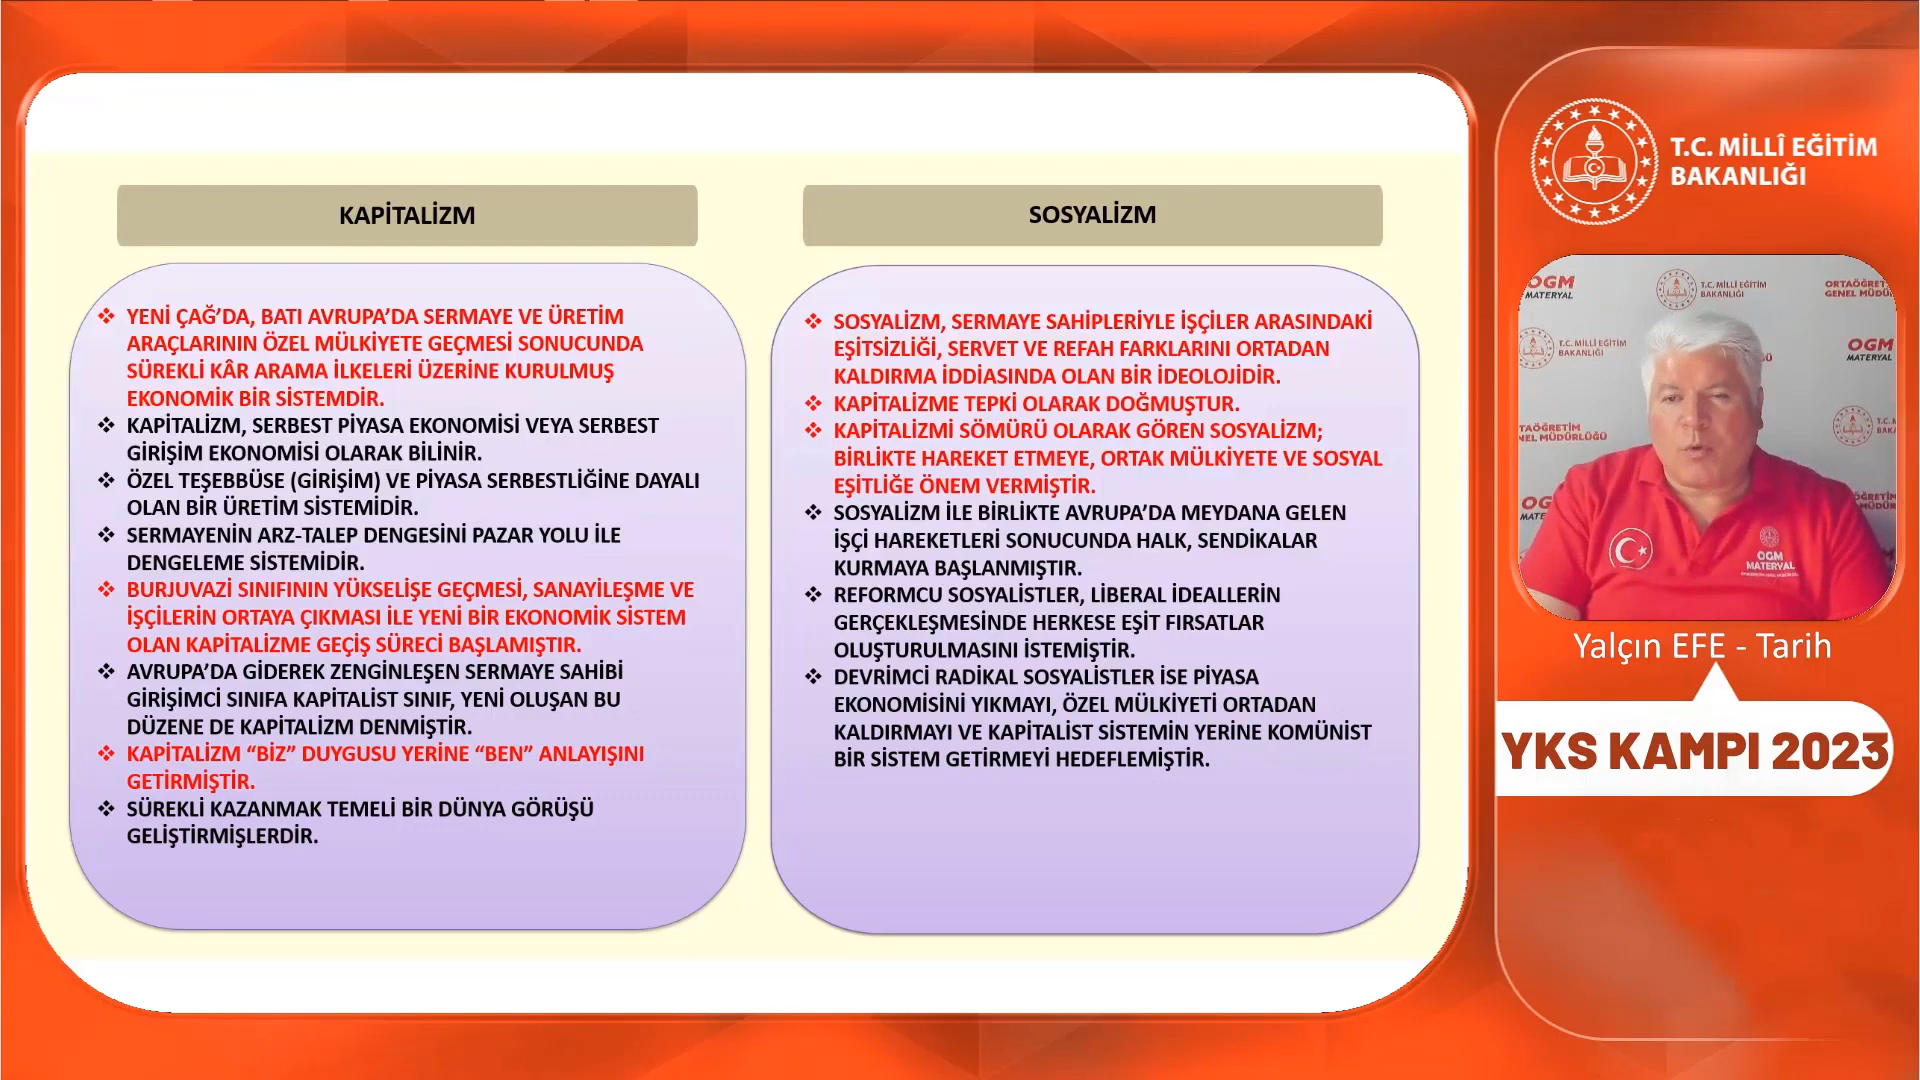 KAPİTALİZM
YENİ ÇAĞ’DA, BATI AVRUPA’DA SERMAYE VE ÜRETİM
ARAÇLARININ ÖZEL MÜLKİYETE GEÇMESİ SONUCUNDA
SÜREKLİ KÂR ARAMA İLKELERİ ÜZERİNE KURULMUŞ
EKONOMİK BİR SİSTEMDİR.
KAPİTALİZM, SERBEST PİYASA EKONOMİSİ VEYA SERBEST
GİRİŞİM EKONOMİSİ OLARAK BİLİNİR.
ÖZEL TEŞEBBÜSE (GİRİŞİM) VE PİYASA SERBESTLİĞİNE DAYALI
OLAN BİR ÜRETİM SİSTEMİDİR.
SERMAYENİN ARZ-TALEP DENGESİNİ PAZAR YOLU İLE
DENGELEME SİSTEMİDİR.
BURJUVAZİ SINIFININ YÜKSELİŞE GEÇMESİ, SANAYİLEŞME VE
İŞÇİLERİN ORTAYA ÇIKMASI İLE YENİ BİR EKONOMİK SİSTEM
OLAN KAPİTALİZME GEÇİŞ SÜRECİ BAŞLAMIŞTIR.
AVRUPA’DA GİDEREK ZENGİNLEŞEN SERMAYE SAHİBİ
GİRİŞİMCİ SINIFA KAPİTALİST SINIF, YENİ OLUŞAN BU
DÜZENE DE KAPİTALİZM DENMİŞTİR.
KAPİTALİZM “BİZ” DUYGUSU YERİNE “BEN” ANLAYIŞINI
GETİRMİŞTİR.
SÜREKLİ KAZANMAK TEMELİ BİR DÜNYA GÖRÜŞÜ
GELİŞTİRMİŞLERDİR.
SOSYALİZM
SOSYALİZM, SERMAYE SAHİPLERİYLE İŞÇİLER ARASINDAKİ
EŞİTSİZLİĞİ, SERVET VE REFAH FARKLARINI ORTADAN
KALDIRMA İDDİASINDA OLAN BİR İDEOLOJİDİR.
KAPİTALİZME TEPKİ OLARAK DOĞMUŞTUR.
KAPİTALİZMİ SÖMÜRÜ OLARAK GÖREN SOSYALİZM;
BİRLİKTE HAREKET ETMEYE, ORTAK MÜLKİYETE VE SOSYAL
EŞİTLİĞE ÖNEM VERMİŞTİR.
SOSYALİZM İLE BİRLİKTE AVRUPA’DA MEYDANA GELEN
İŞÇİ HAREKETLERİ SONUCUNDA HALK, SENDİKALAR
KURMAYA BAŞLANMIŞTIR.
REFORMCU SOSYALİSTLER, LİBERAL İDEALLERİN
GERÇEKLEŞMESİNDE HERKESE EŞİT FIRSATLAR
OLUŞTURULMASINI İSTEMİŞTİR.
DEVRİMCİ RADİKAL SOSYALİSTLER İSE PİYASA
EKONOMİSİNİ YIKMAYI, ÖZEL MÜLKİYETİ ORTADAN
KALDIRMAYI VE KAPİTALİST SİSTEMİN YERİNE KOMÜNİST
BİR SİSTEM GETİRMEYİ HEDEFLEMİŞTİR.
T.C. MİLLÎ EĞİTİM
BAKANLIĞI
OGM
MATERYAL
T.C. MİLLÎ EĞİTİM
BAKANLIĞI
ORTAÖĞRET
GENEL MÜDÜ
T.C. MİLLÎ EĞİTİM
BAKANLIĞI
OGM
MATERYAL
OGM
MATERYAL
Yalçın EFE - Tarih
YKS KAMPI 2023